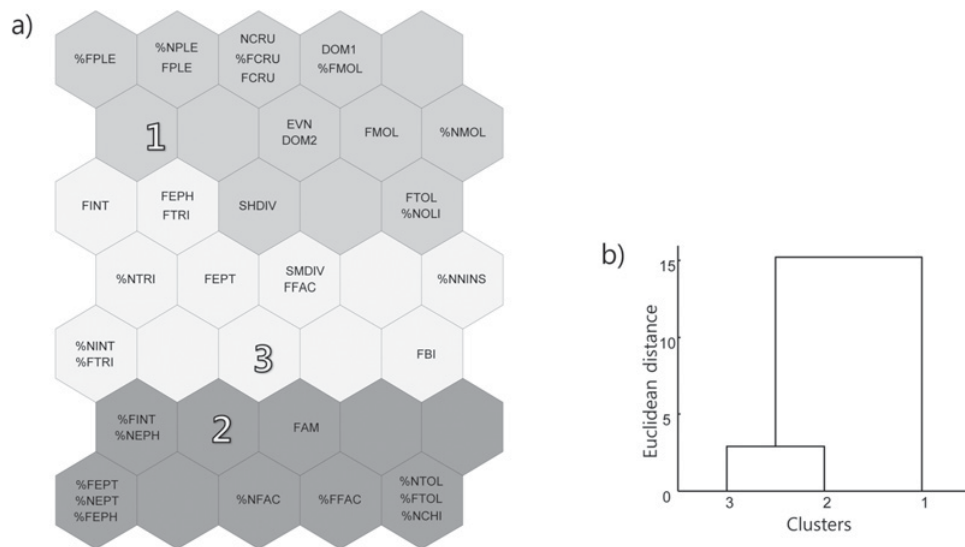 a)
%FPLE
%NPLE
FPLE
NCRU
%FCRU
FCRU
DOM1
%FMOL
1
EVN
DOM2
FMOL
%NMOL
FINT
FEPH
FTRI
SHDIV
FTOL
%NOLI
%NTRI
FEPT
SMDIV
FFAC
%NNINS
%NINT
%FTRI
3
FBI
%FINT
%NEPH
2
FAM
%FEPT
%NEPT
%FEPH
%NFAC
%FFAC
%NTOL
%FTOL
%NCHI
b)
Euclidean distance
15
10
5
0
3 2 1
Clusters